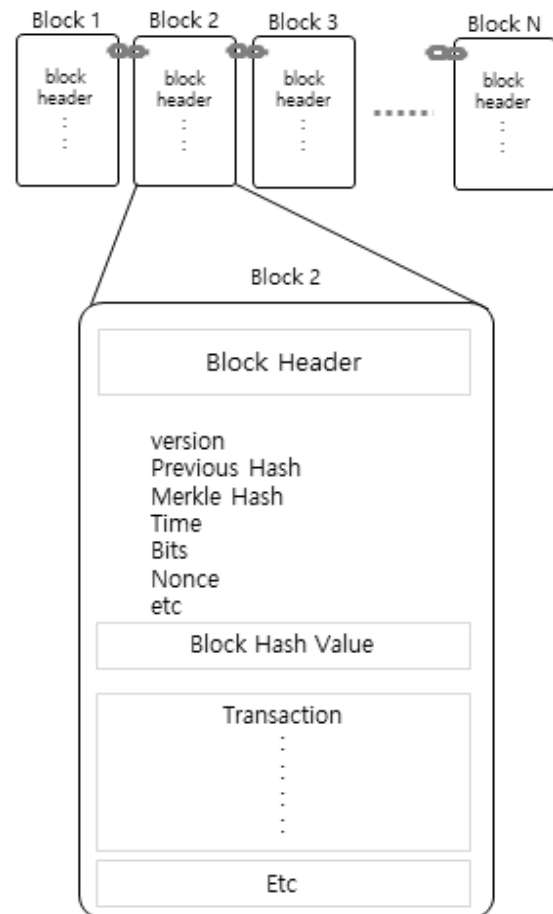 Block 1
Block 2
Block 3
Block N
block
header
block
header
block
header
block
header
Block 2
Block Header
version
Previous Hash
Merkle Hash
Time
Bits
Nonce
etc
Block Hash Value
Transaction
Etc